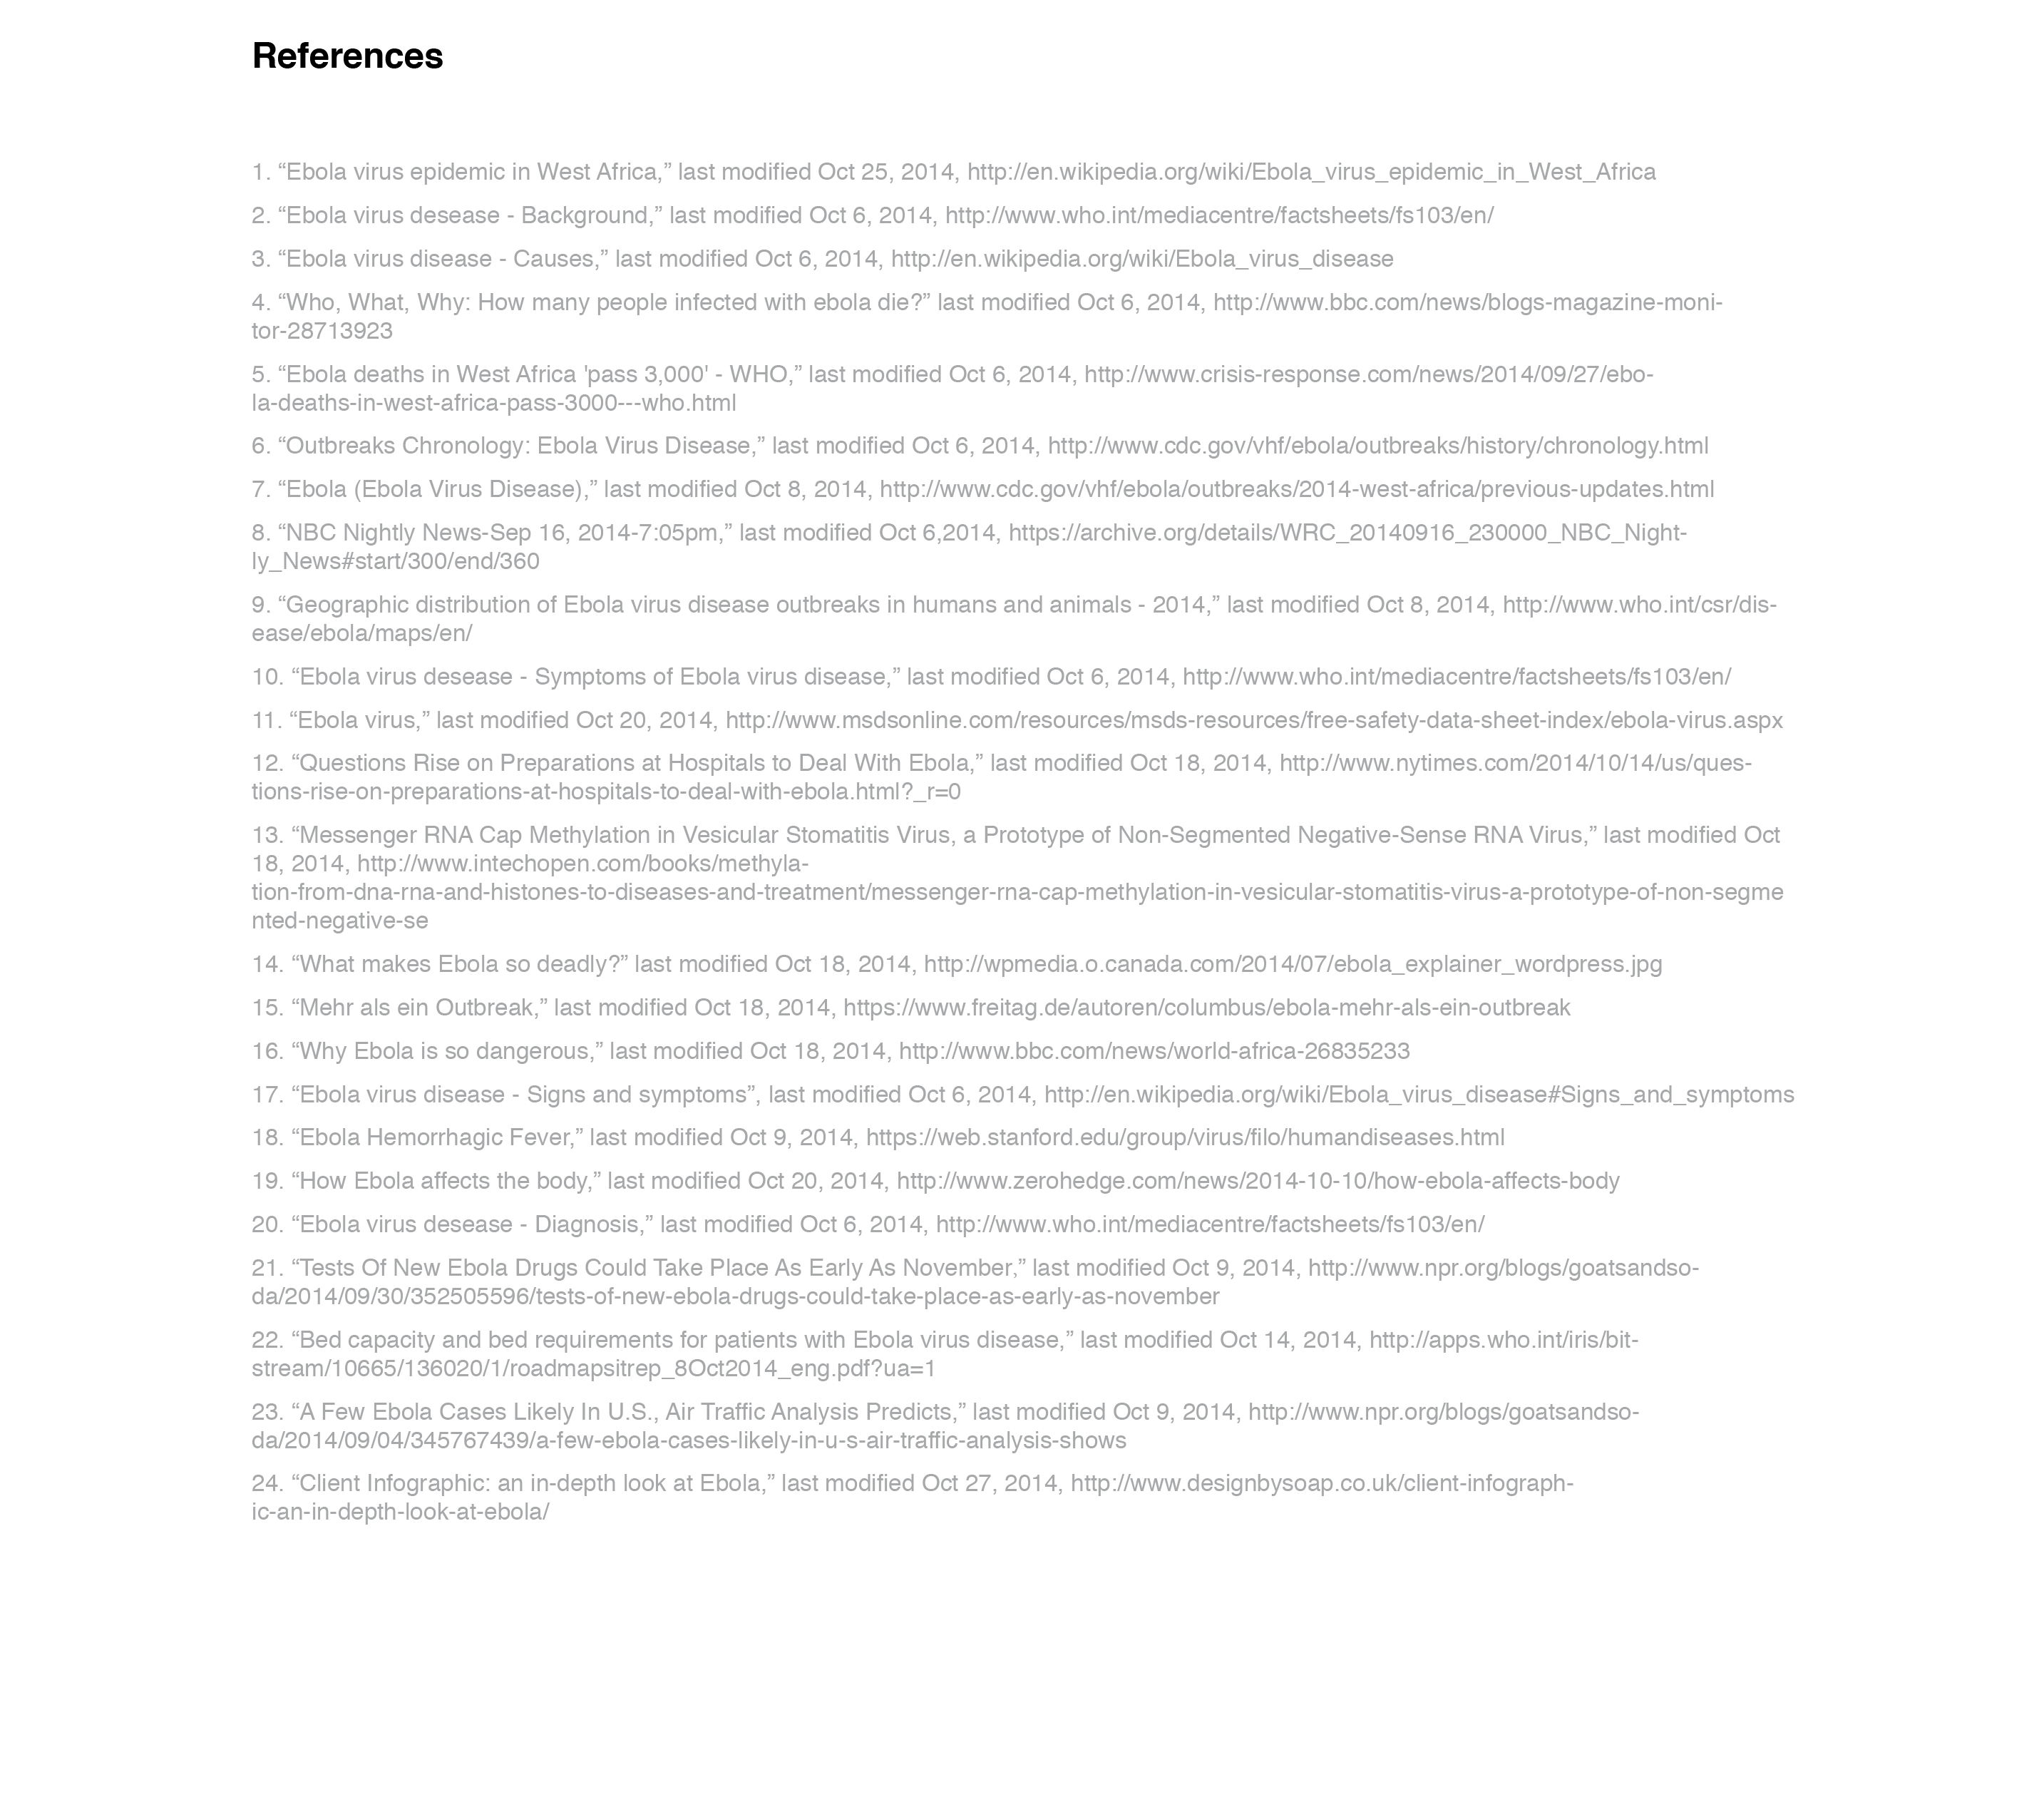 References
1. “Ebola virus epidemic in West Africa,” last modified Oct 25, 2014, http://en.wikipedia.org/wiki/Ebola_virus_epidemic_in_West_Africa
2. “Ebola virus desease - Background,” last modified Oct 6, 2014, http://www.who.int/mediacentre/factsheets/fs103/en/
3. “Ebola virus disease - Causes,” last modified Oct 6, 2014, http://en.wikipedia.org/wiki/Ebola_virus_disease
4. “Who, What, Why: How many people infected with ebola die?” last modified Oct 6, 2014, http://www.bbc.com/news/blogs-magazine-moni-
tor-28713923
5. “Ebola deaths in West Africa 'pass 3,000' - WHO,” last modified Oct 6, 2014, http://www.crisis-response.com/news/2014/09/27/ebo-
la-deaths-in-west-africa-pass-3000---who.html
6. “Outbreaks Chronology: Ebola Virus Disease,” last modified Oct 6, 2014, http://www.cdc.gov/vhf/ebola/outbreaks/history/chronology.html
7. “Ebola (Ebola Virus Disease),” last modified Oct 8, 2014, http://www.cdc.gov/vhf/ebola/outbreaks/2014-west-africa/previous-updates.html
8. “NBC Nightly News-Sep 16, 2014-7:05pm,” last modified Oct 6,2014, https://archive.org/details/WRC_20140916_230000_NBC_Night-
ly_News#start/300/end/360
9. “Geographic distribution of Ebola virus disease outbreaks in humans and animals - 2014,” last modified Oct 8, 2014, http://www.who.int/csr/dis-
ease/ebola/maps/en/
10. “Ebola virus desease - Symptoms of Ebola virus disease,” last modified Oct 6, 2014, http://www.who.int/mediacentre/factsheets/fs103/en/
11. “Ebola virus,” last modified Oct 20, 2014, http://www.msdsonline.com/resources/msds-resources/free-safety-data-sheet-index/ebola-virus.aspx
12. “Questions Rise on Preparations at Hospitals to Deal With Ebola,” last modified Oct 18, 2014, http://www.nytimes.com/2014/10/14/us/ques-
tions-rise-on-preparations-at-hospitals-to-deal-with-ebola.html?_r=0
13. “Messenger RNA Cap Methylation in Vesicular Stomatitis Virus, a Prototype of Non-Segmented Negative-Sense RNA Virus,” last modified Oct
18, 2014, http://www.intechopen.com/books/methyla-
tion-from-dna-rna-and-histones-to-diseases-and-treatment/messenger-rna-cap-methylation-in-vesicular-stomatitis-virus-a-prototype-of-non-segme
nted-negative-se
14. “What makes Ebola so deadly?” last modified Oct 18, 2014, http://wpmedia.o.canada.com/2014/07/ebola_explainer_wordpress.jpg
15. “Mehr als ein Outbreak,” last modified Oct 18, 2014, https://www.freitag.de/autoren/columbus/ebola-mehr-als-ein-outbreak
16. “Why Ebola is so dangerous,” last modified Oct 18, 2014, http://www.bbc.com/news/world-africa-26835233
17. “Ebola virus disease - Signs and symptoms”, last modified Oct 6, 2014, http://en.wikipedia.org/wiki/Ebola_virus_disease#Signs_and_symptoms
18. “Ebola Hemorrhagic Fever,” last modified Oct 9, 2014, https://web.stanford.edu/group/virus/filo/humandiseases.html
19. “How Ebola affects the body,” last modified Oct 20, 2014, http://www.zerohedge.com/news/2014-10-10/how-ebola-affects-body
20. “Ebola virus desease - Diagnosis,” last modified Oct 6, 2014, http://www.who.int/mediacentre/factsheets/fs103/en/
21. “Tests Of New Ebola Drugs Could Take Place As Early As November,” last modified Oct 9, 2014, http://www.npr.org/blogs/goatsandso-
da/2014/09/30/352505596/tests-of-new-ebola-drugs-could-take-place-as-early-as-november
22. “Bed capacity and bed requirements for patients with Ebola virus disease,” last modified Oct 14, 2014, http://apps.who.int/iris/bit-
stream/10665/136020/1/roadmapsitrep_8Oct2014_eng.pdf?ua=1
23. “A Few Ebola Cases Likely In U.S., Air Traffic Analysis Predicts,” last modified Oct 9, 2014, http://www.npr.org/blogs/goatsandso-
da/2014/09/04/345767439/a-few-ebola-cases-likely-in-u-s-air-traffic-analysis-shows
24. “Client Infographic: an in-depth look at Ebola,” last modified Oct 27, 2014, http://www.designbysoap.co.uk/client-infograph-
ic-an-in-depth-look-at-ebola/